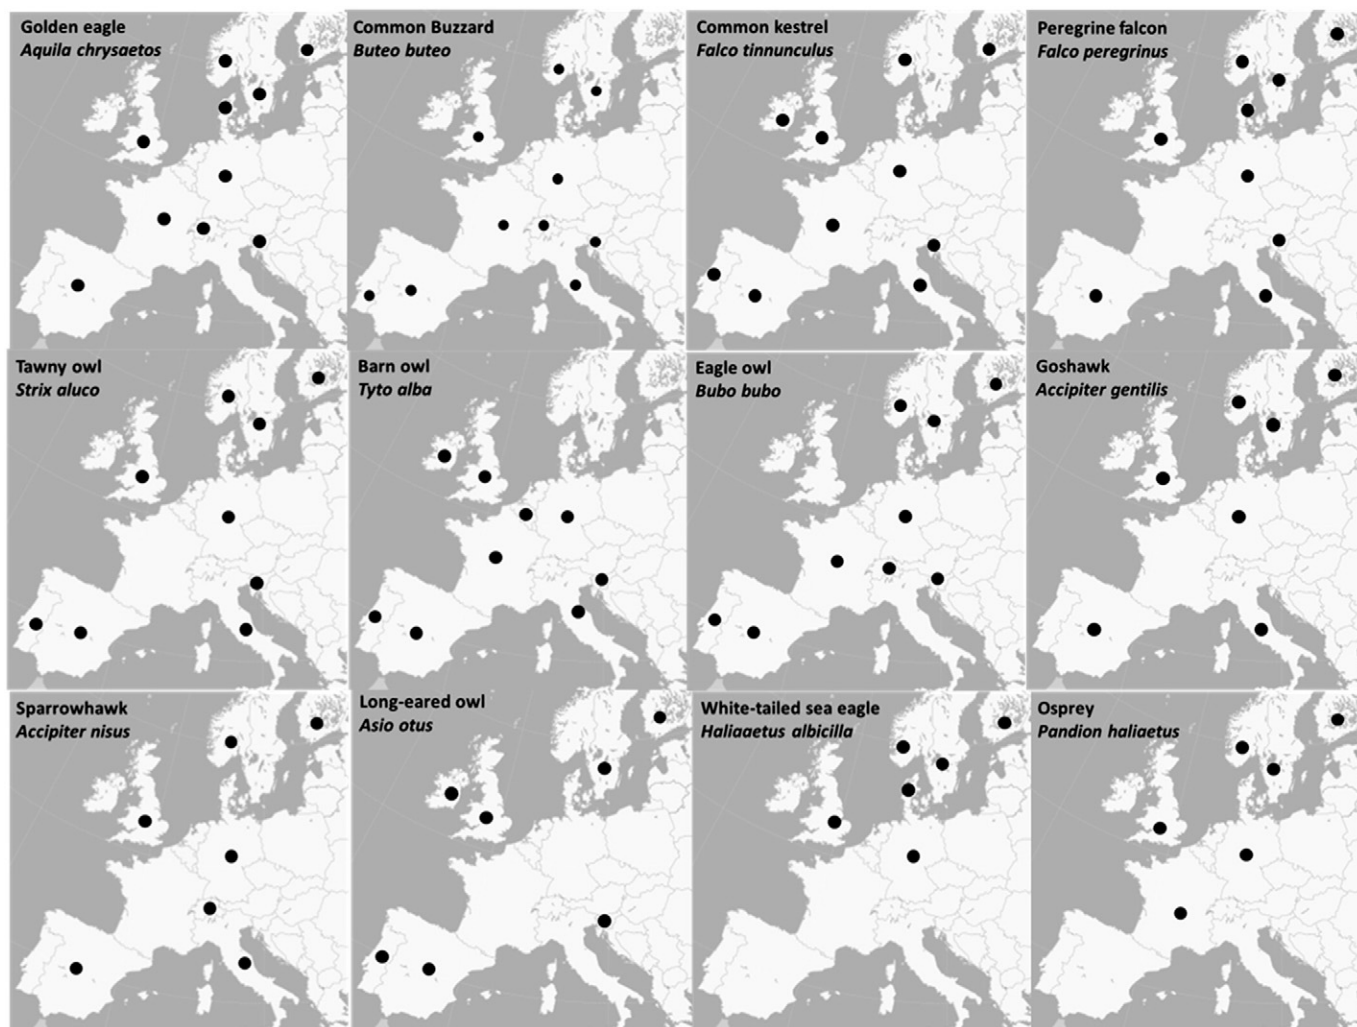 Golden eagle
Aquila chrysaetos
Common Buzzard
Buteo buteo
Common kestrel
Falco tinnunculus
Peregrine falcon
Falco peregrinus
Tawny owl
Strix aluco
Barn owl
Tyto alba
Eagle owl
Bubo bubo
Goshawk
Accipiter gentilis
Sparrowhawk
Accipiter nisus
Long-eared owl
Asio otus
White-tailed sea eagle
Haliaaetus albicilla
Osprey
Pandion haliaetus